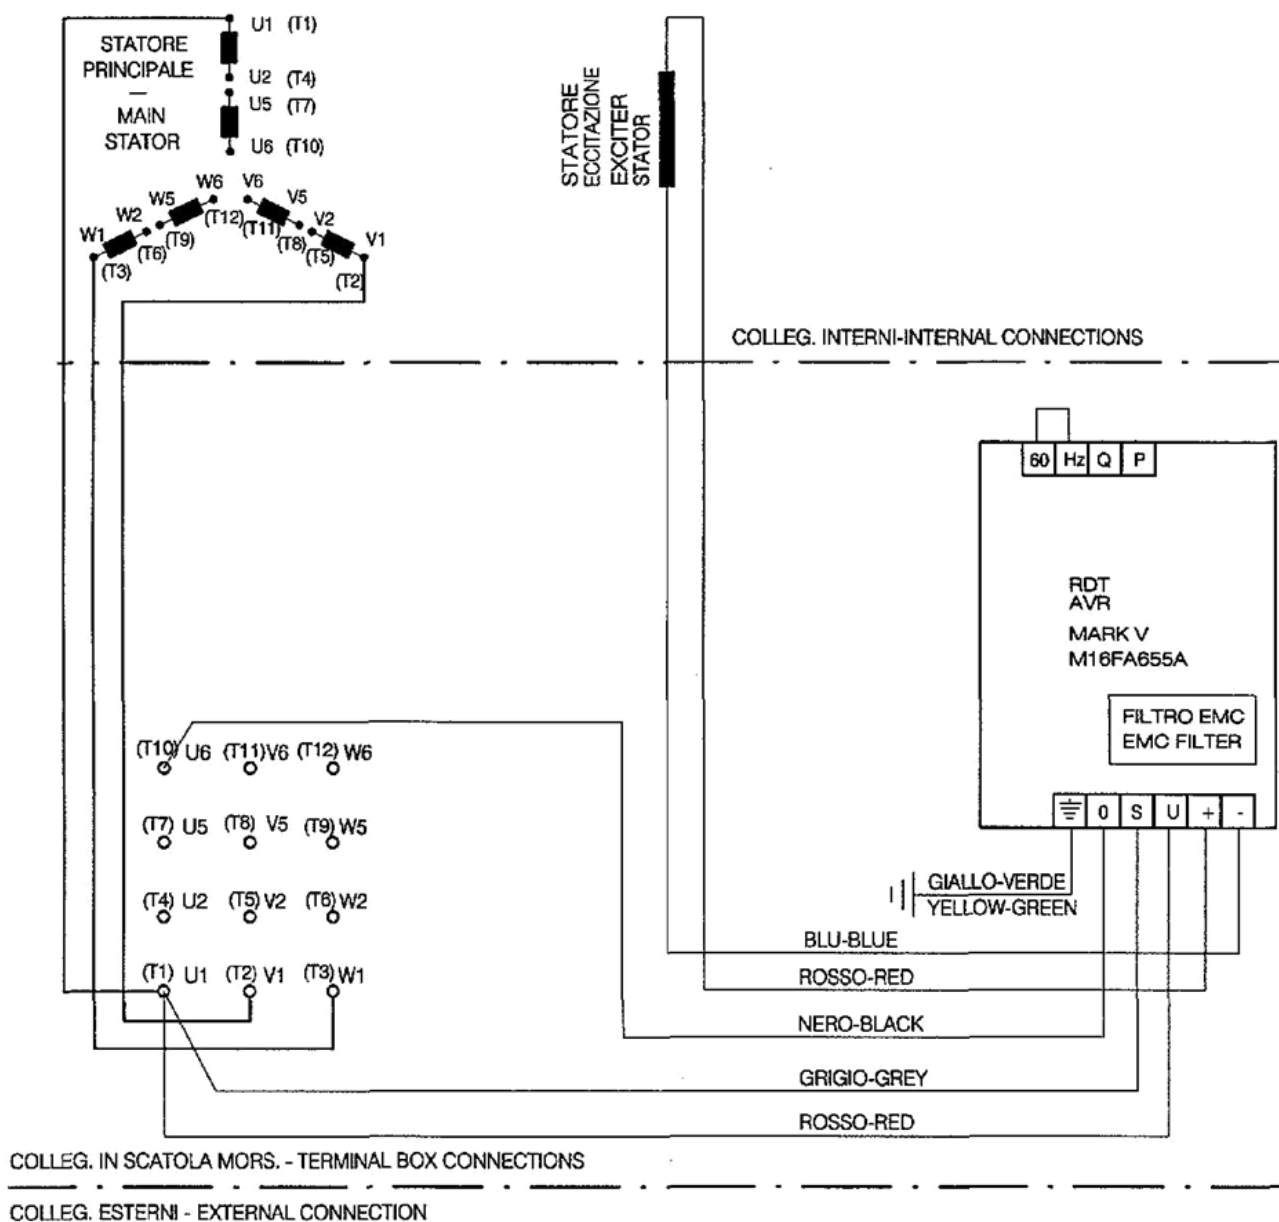 U1 (T1)
STATORE
PRINCIPALE
—
MAIN
STATOR
U2 (T4)
U5 (T7)
U6 (T10)
W6 V6
W5 V5
W2 (T12) (T11) V2
W1 (T9) (T8) V1
(T6) (T5)
(T3) (T2)
STATORE
ECCITAZIONE
EXCITER
STATOR
COLLEG. INTERNI-INTERNAL CONNECTIONS
60 Hz Q P
RDT
AVR
MARK V
M16FA655A
FILTRO EMC
EMC FILTER
0 S U + -
(T10) U6 (T11) V6 (T12) W6
(T7) U5 (T8) V5 (T9) W5
(T4) U2 (T5) V2 (T6) W2
(T1) U1 (T2) V1 (T3) W1
GIALLO-VERDE
YELLOW-GREEN
BLU-BLUE
ROSSO-RED
NERO-BLACK
GRIGIO-GREY
ROSSO-RED
COLLEG. IN SCATOLA MORS. - TERMINAL BOX CONNECTIONS
COLLEG. ESTERNI - EXTERNAL CONNECTION